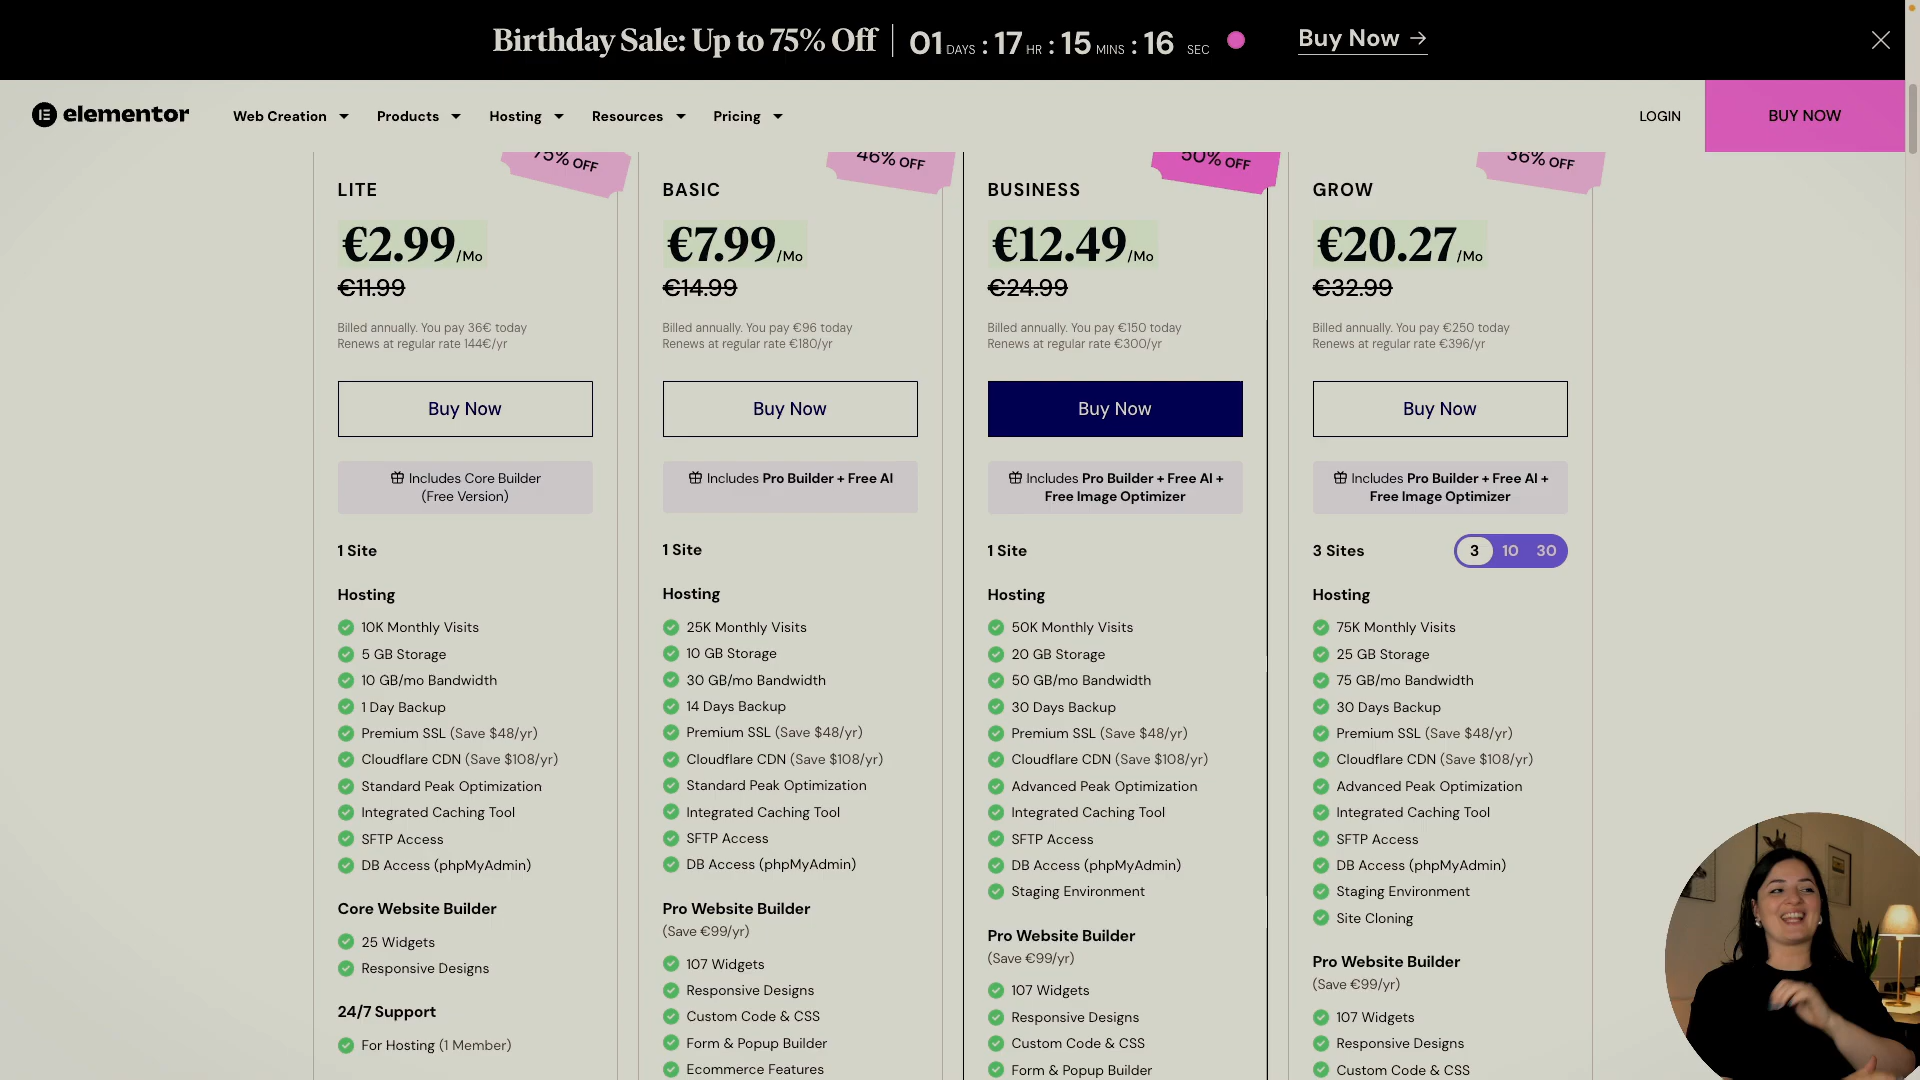 Birthday Sale: Up to 75% Off
01 DAYS : 17 HR : 15 MINS : 16 SEC
Buy Now →
elementor
Web Creation
Products
Hosting
Resources
Pricing
LOGIN
BUY NOW
75% OFF
LITE
€2.99/Mo
€11.99
Billed annually. You pay 36€ today
Renews at regular rate 144€/yr
Buy Now
Includes Core Builder
(Free Version)
1 Site
Hosting
10K Monthly Visits
5 GB Storage
10 GB/mo Bandwidth
1 Day Backup
Premium SSL (Save $48/yr)
Cloudflare CDN (Save $108/yr)
Standard Peak Optimization
Integrated Caching Tool
SFTP Access
DB Access (phpMyAdmin)
Core Website Builder
25 Widgets
Responsive Designs
24/7 Support
For Hosting (1 Member)
46% OFF
BASIC
€7.99/Mo
€14.99
Billed annually. You pay €96 today
Renews at regular rate €180/yr
Buy Now
Includes Pro Builder + Free AI
1 Site
Hosting
25K Monthly Visits
10 GB Storage
30 GB/mo Bandwidth
14 Days Backup
Premium SSL (Save $48/yr)
Cloudflare CDN (Save $108/yr)
Standard Peak Optimization
Integrated Caching Tool
SFTP Access
DB Access (phpMyAdmin)
Pro Website Builder
(Save €99/yr)
107 Widgets
Responsive Designs
Custom Code & CSS
Form & Popup Builder
Ecommerce Features
50% OFF
BUSINESS
€12.49/Mo
€24.99
Billed annually. You pay €150 today
Renews at regular rate €300/yr
Buy Now
Includes Pro Builder + Free AI +
Free Image Optimizer
1 Site
Hosting
50K Monthly Visits
20 GB Storage
50 GB/mo Bandwidth
30 Days Backup
Premium SSL (Save $48/yr)
Cloudflare CDN (Save $108/yr)
Advanced Peak Optimization
Integrated Caching Tool
SFTP Access
DB Access (phpMyAdmin)
Staging Environment
Pro Website Builder
(Save €99/yr)
107 Widgets
Responsive Designs
Custom Code & CSS
Form & Popup Builder
36% OFF
GROW
€20.27/Mo
€32.99
Billed annually. You pay €250 today
Renews at regular rate €396/yr
Buy Now
Includes Pro Builder + Free AI +
Free Image Optimizer
3 Sites
3 10 30
Hosting
75K Monthly Visits
25 GB Storage
75 GB/mo Bandwidth
30 Days Backup
Premium SSL (Save $48/yr)
Cloudflare CDN (Save $108/yr)
Advanced Peak Optimization
Integrated Caching Tool
SFTP Access
DB Access (phpMyAdmin)
Staging Environment
Site Cloning
Pro Website Builder
(Save €99/yr)
107 Widgets
Responsive Designs
Custom Code & CSS